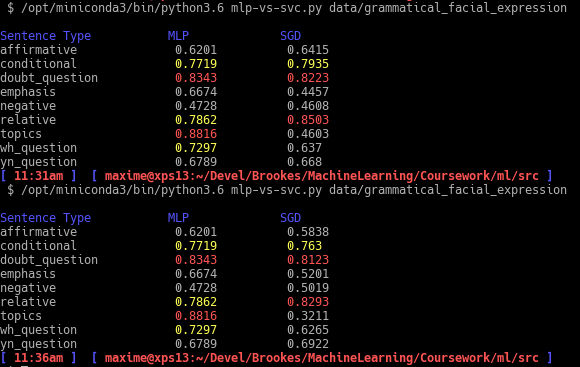 $ /opt/miniconda3/bin/python3.6 mlp-vs-svc.py data/grammatical_facial_expression
Sentence Type MLP SGD
affirmative 0.6201 0.6415
conditional 0.7719 0.7935
doubt_question 0.8343 0.8223
emphasis 0.6674 0.4457
negative 0.4728 0.4608
relative 0.7862 0.8503
topics 0.8816 0.4603
wh_question 0.7297 0.637
yn_question 0.6789 0.668
[ 11:31am ] [ maxime@xps13:~/Devel/Brookes/MachineLearning/Coursework/ml/src ]
$ /opt/miniconda3/bin/python3.6 mlp-vs-svc.py data/grammatical_facial_expression
Sentence Type MLP SGD
affirmative 0.6201 0.5838
conditional 0.7719 0.763
doubt_question 0.8343 0.8123
emphasis 0.6674 0.5201
negative 0.4728 0.5019
relative 0.7862 0.8293
topics 0.8816 0.3211
wh_question 0.7297 0.6265
yn_question 0.6789 0.6922
[ 11:36am ] [ maxime@xps13:~/Devel/Brookes/MachineLearning/Coursework/ml/src ]